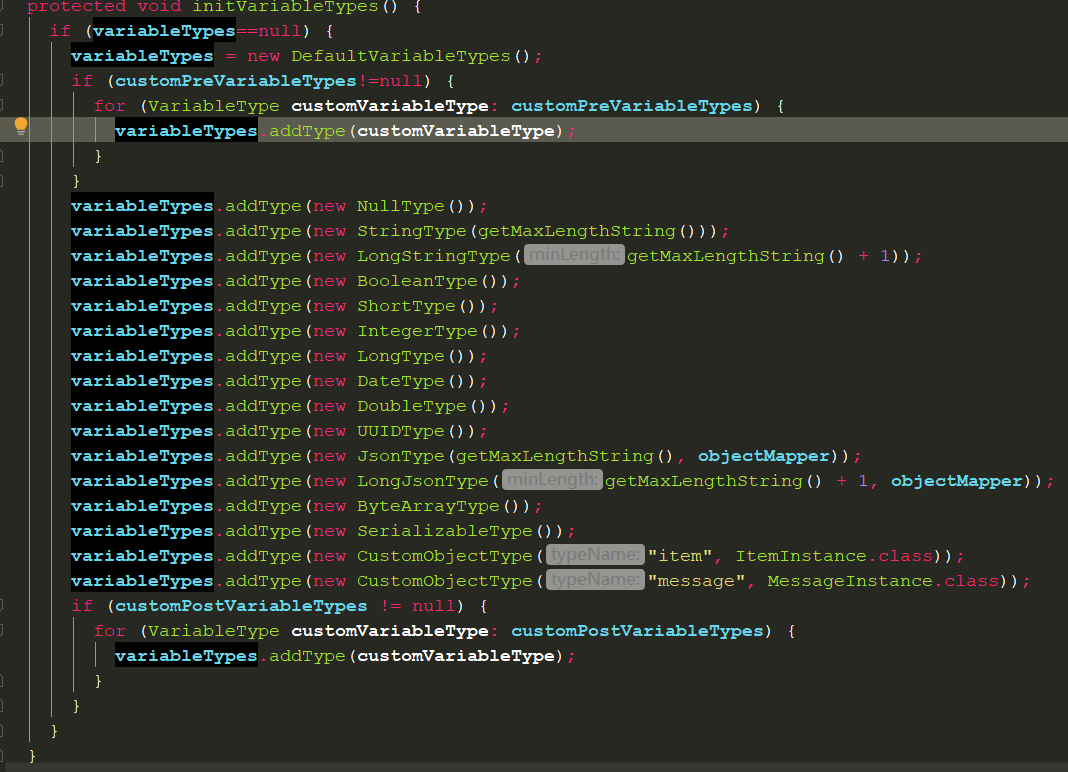 protected void initVariableTypes() {
if (variableTypes==null) {
variableTypes = new DefaultVariableTypes();
if (customPreVariableTypes!=null) {
for (VariableType customVariableType: customPreVariableTypes) {
variableTypes.addType(customVariableType);
}
}
variableTypes.addType(new NullType());
variableTypes.addType(new StringType(getMaxLengthString()));
variableTypes.addType(new LongStringType( minLength: getMaxLengthString() + 1));
variableTypes.addType(new BooleanType());
variableTypes.addType(new ShortType());
variableTypes.addType(new IntegerType());
variableTypes.addType(new LongType());
variableTypes.addType(new DateType());
variableTypes.addType(new DoubleType());
variableTypes.addType(new UUIDType());
variableTypes.addType(new JsonType(getMaxLengthString(), objectMapper));
variableTypes.addType(new LongJsonType( minLength: getMaxLengthString() + 1, objectMapper));
variableTypes.addType(new ByteArrayType());
variableTypes.addType(new SerializableType());
variableTypes.addType(new CustomObjectType( typeName: "item", ItemInstance.class));
variableTypes.addType(new CustomObjectType( typeName: "message", MessageInstance.class));
if (customPostVariableTypes != null) {
for (VariableType customVariableType: customPostVariableTypes) {
variableTypes.addType(customVariableType);
}
}
}
}